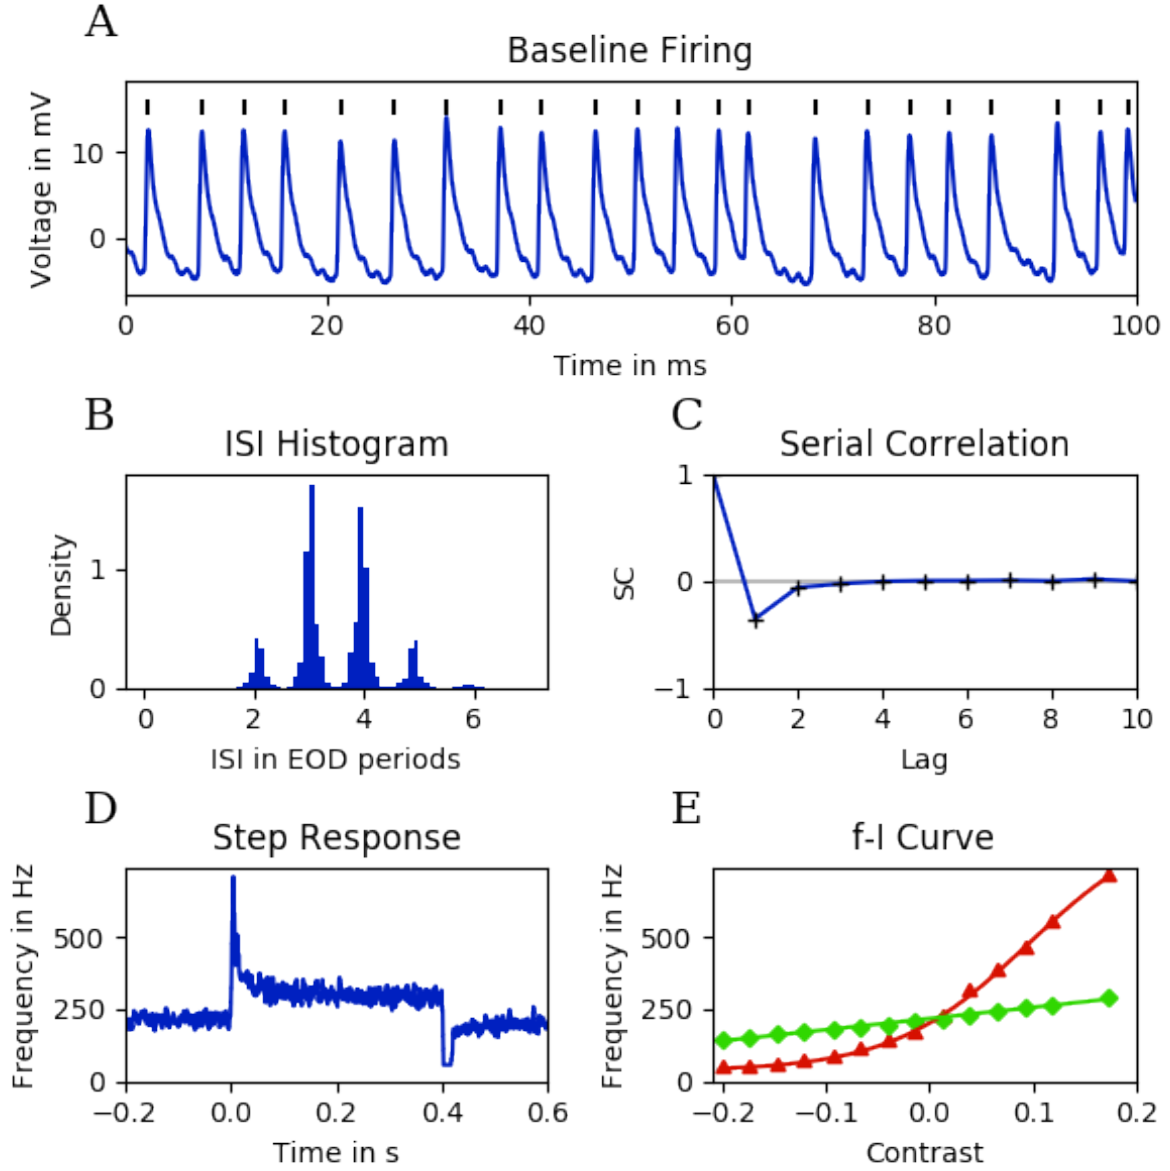 A
Baseline Firing
Voltage in mV
10
0
0 20 40 60 80 100
Time in ms
B
ISI Histogram
Density
1
0
0 2 4 6
ISI in EOD periods
C
Serial Correlation
SC
1
0
−1
0 2 4 6 8 10
Lag
D
Step Response
Frequency in Hz
500
250
0
−0.2 0.0 0.2 0.4 0.6
Time in s
E
f-I Curve
Frequency in Hz
500
250
0
−0.2 −0.1 0.0 0.1 0.2
Contrast